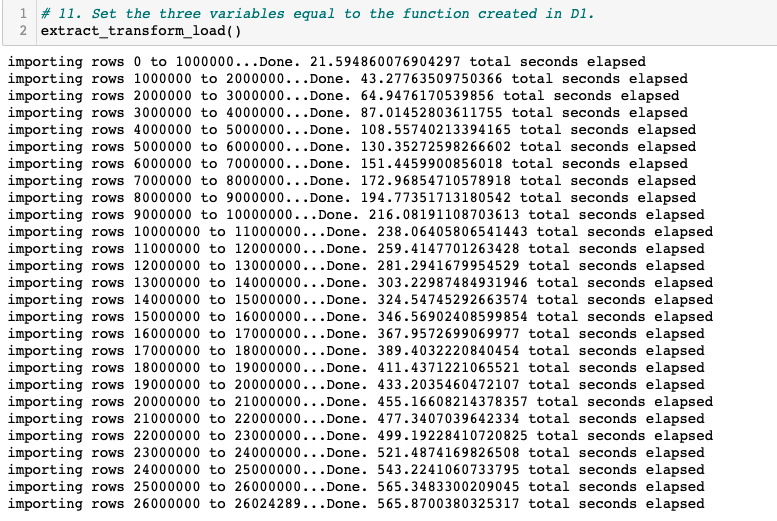 1 # 11. Set the three variables equal to the function created in D1.
2 extract_transform_load()
importing rows 0 to 1000000...Done. 21.594860076904297 total seconds elapsed
importing rows 1000000 to 2000000...Done. 43.27763509750366 total seconds elapsed
importing rows 2000000 to 3000000...Done. 64.9476170539856 total seconds elapsed
importing rows 3000000 to 4000000...Done. 87.01452803611755 total seconds elapsed
importing rows 4000000 to 5000000...Done. 108.55740213394165 total seconds elapsed
importing rows 5000000 to 6000000...Done. 130.35272598266602 total seconds elapsed
importing rows 6000000 to 7000000...Done. 151.4459900856018 total seconds elapsed
importing rows 7000000 to 8000000...Done. 172.96854710578918 total seconds elapsed
importing rows 8000000 to 9000000...Done. 194.77351713180542 total seconds elapsed
importing rows 9000000 to 10000000...Done. 216.08191108703613 total seconds elapsed
importing rows 10000000 to 11000000...Done. 238.06405806541443 total seconds elapsed
importing rows 11000000 to 12000000...Done. 259.4147701263428 total seconds elapsed
importing rows 12000000 to 13000000...Done. 281.2941679954529 total seconds elapsed
importing rows 13000000 to 14000000...Done. 303.22987484931946 total seconds elapsed
importing rows 14000000 to 15000000...Done. 324.54745292663574 total seconds elapsed
importing rows 15000000 to 16000000...Done. 346.56902408599854 total seconds elapsed
importing rows 16000000 to 17000000...Done. 367.9572699069977 total seconds elapsed
importing rows 17000000 to 18000000...Done. 389.4032220840454 total seconds elapsed
importing rows 18000000 to 19000000...Done. 411.4371221065521 total seconds elapsed
importing rows 19000000 to 20000000...Done. 433.2035460472107 total seconds elapsed
importing rows 20000000 to 21000000...Done. 455.16608214378357 total seconds elapsed
importing rows 21000000 to 22000000...Done. 477.3407039642334 total seconds elapsed
importing rows 22000000 to 23000000...Done. 499.19228410720825 total seconds elapsed
importing rows 23000000 to 24000000...Done. 521.4874169826508 total seconds elapsed
importing rows 24000000 to 25000000...Done. 543.2241060733795 total seconds elapsed
importing rows 25000000 to 26000000...Done. 565.3483300209045 total seconds elapsed
importing rows 26000000 to 26024289...Done. 565.8700380325317 total seconds elapsed